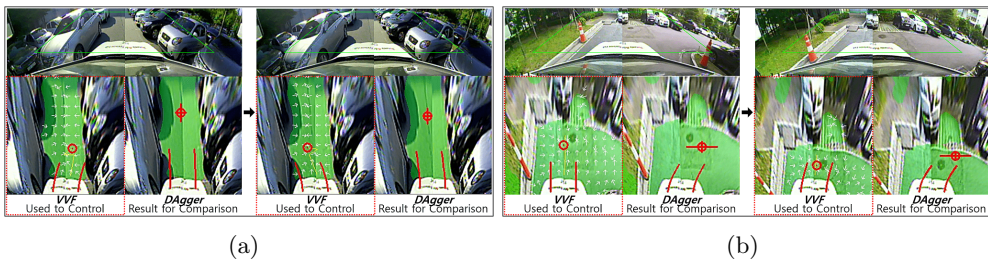 VVF DAgger VVF DAgger VVF DAgger VVF DAgger
Used to Control Result for Comparison Used to Control Result for Comparison Used to Control Result for Comparison Used to Control Result for Comparison
(a) (b)